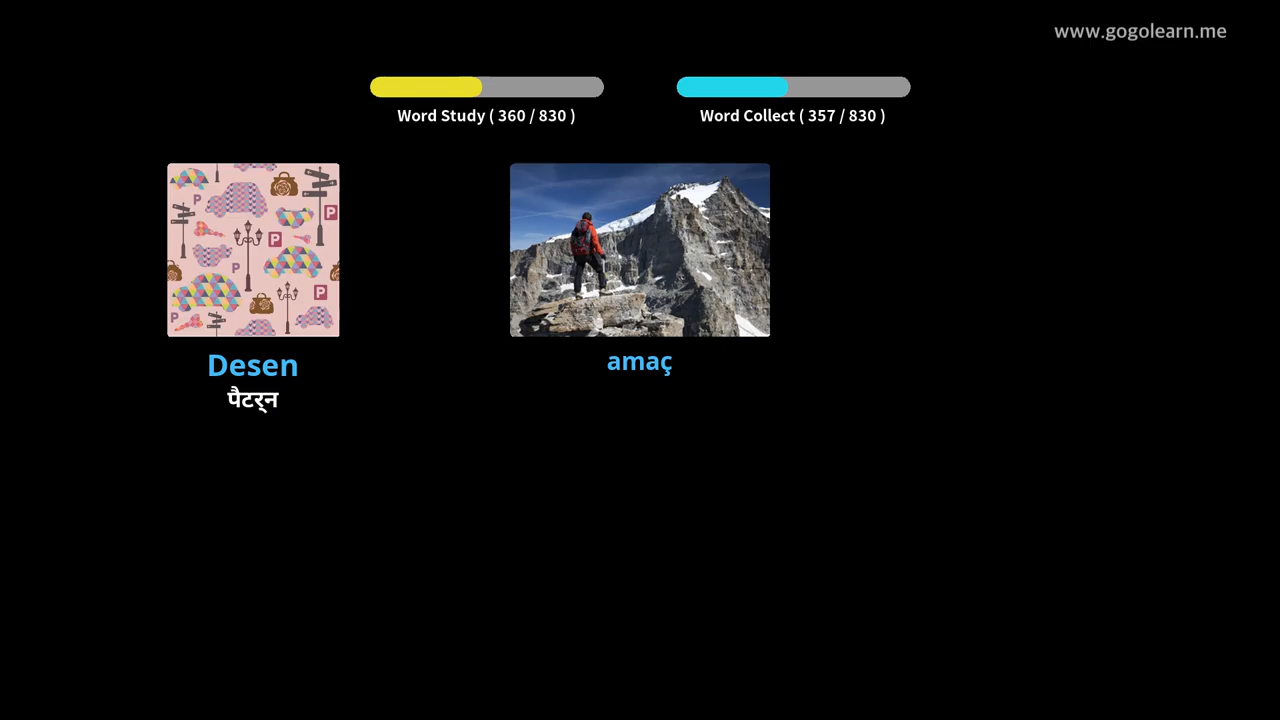 www.gogolearn.me
Word Study ( 360 / 830 )
Word Collect ( 357 / 830 )
P
P
P
P
P
P
Desen
पैटर्न
amaç